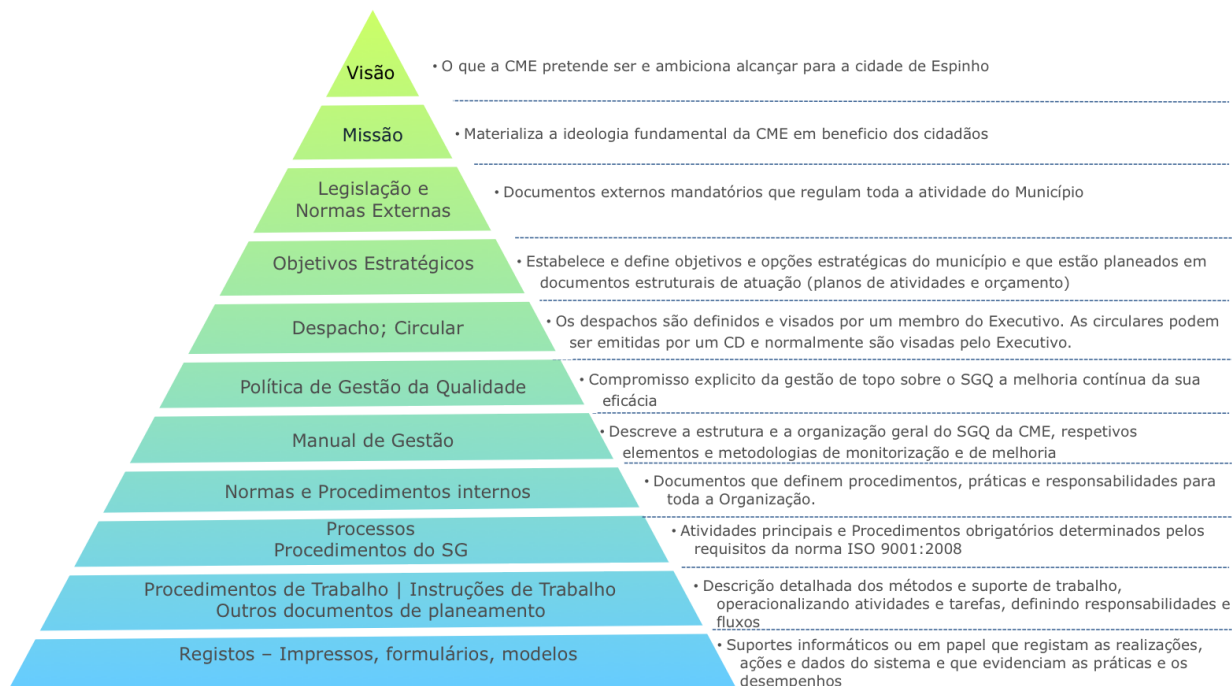 Visão
• O que a CME pretende ser e ambiciona alcançar para a cidade de Espinho
Missão
• Materializa a ideologia fundamental da CME em beneficio dos cidadãos
Legislação e
Normas Externas
• Documentos externos mandatórios que regulam toda a atividade do Município
Objetivos Estratégicos
• Estabelece e define objetivos e opções estratégicas do município e que estão planeados em
documentos estruturais de atuação (planos de atividades e orçamento)
Despacho; Circular
• Os despachos são definidos e visados por um membro do Executivo. As circulares podem
ser emitidas por um CD e normalmente são visadas pelo Executivo.
Política de Gestão da Qualidade
• Compromisso explicito da gestão de topo sobre o SGQ a melhoria contínua da sua
eficácia
Manual de Gestão
• Descreve a estrutura e a organização geral do SGQ da CME, respetivos
elementos e metodologias de monitorização e de melhoria
Normas e Procedimentos internos
• Documentos que definem procedimentos, práticas e responsabilidades para
toda a Organização.
Processos
Procedimentos do SG
• Atividades principais e Procedimentos obrigatórios determinados pelos
requisitos da norma ISO 9001:2008
Procedimentos de Trabalho | Instruções de Trabalho
Outros documentos de planeamento
• Descrição detalhada dos métodos e suporte de trabalho,
operacionalizando atividades e tarefas, definindo responsabilidades e
fluxos
Registos – Impressos, formulários, modelos
• Suportes informáticos ou em papel que registam as realizações,
ações e dados do sistema e que evidenciam as práticas e os
desempenhos